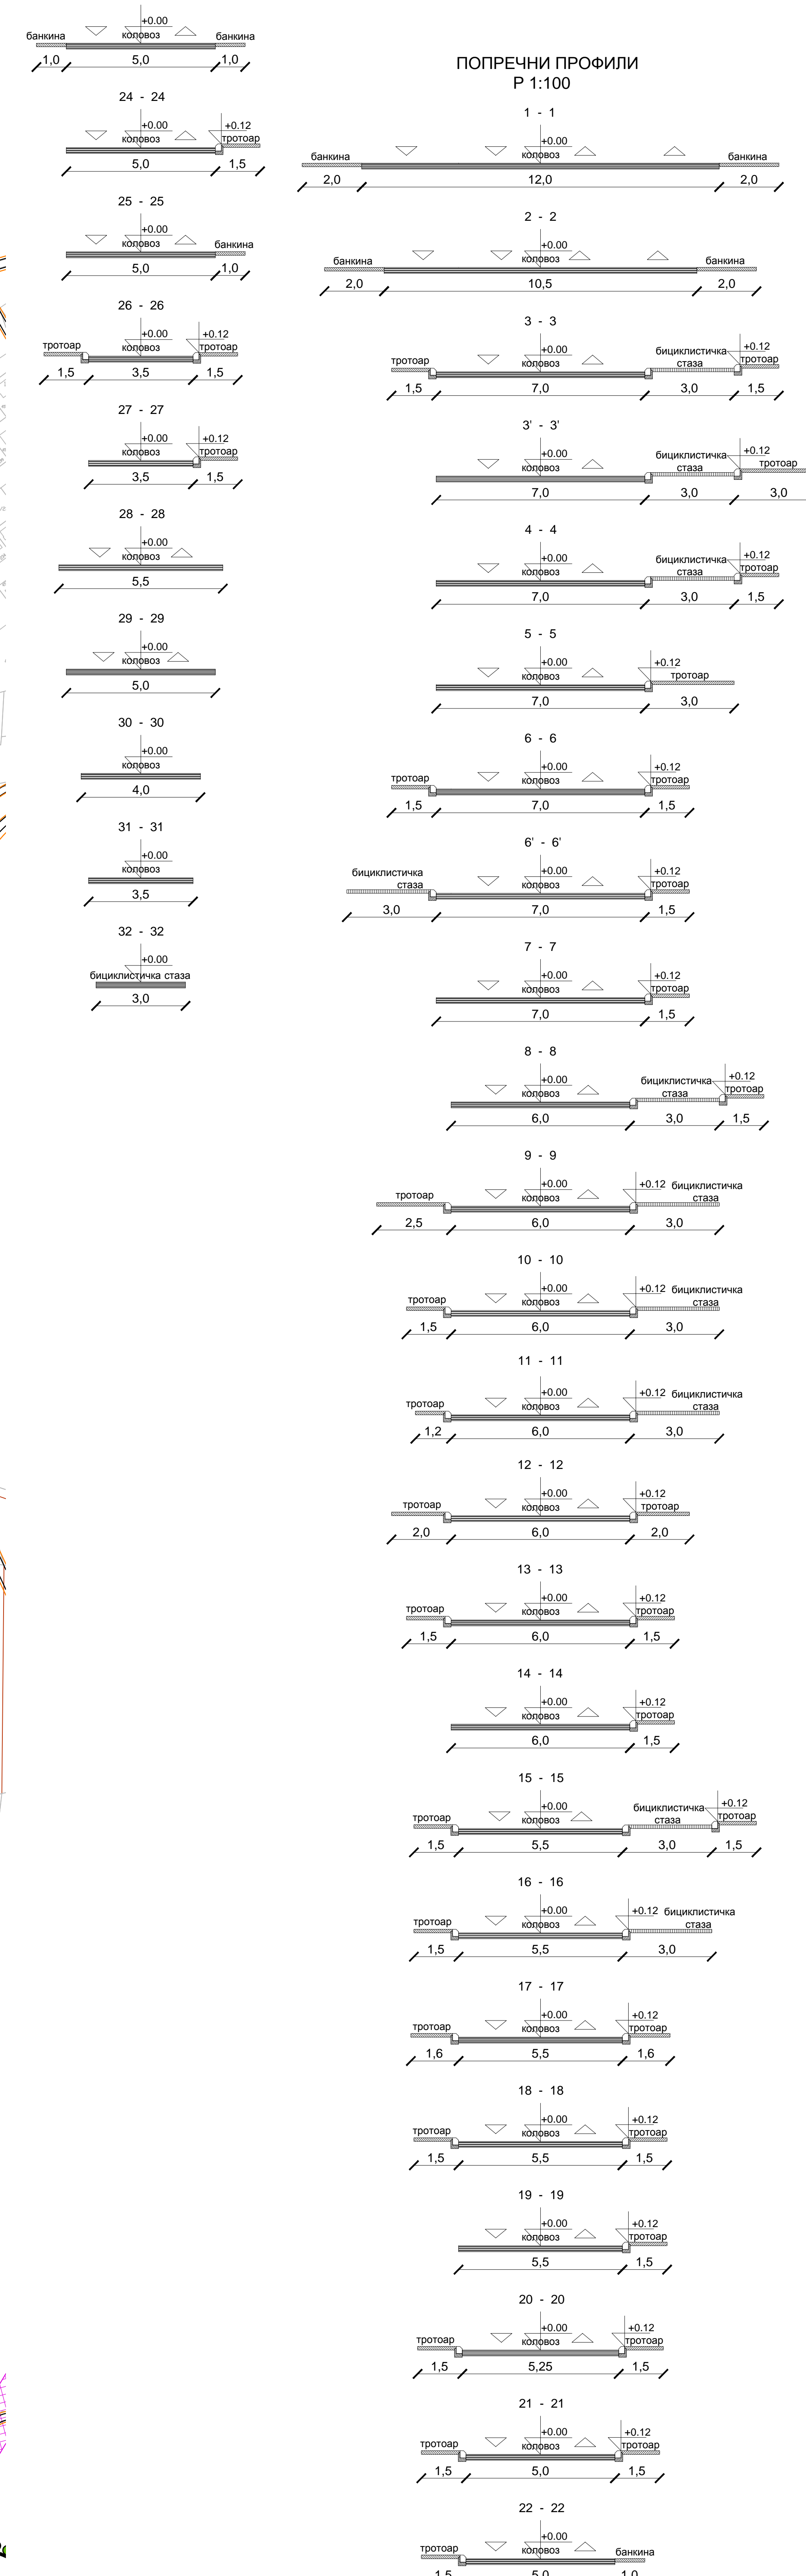 +0.00
банкина коловоз банкина
1,0 5,0 1,0
24 - 24
+0.00 +0.12
коловоз тротоар
5,0 1,5
25 - 25
+0.00
коловоз банкина
5,0 1,0
26 - 26
+0.00 +0.12
тротоар коловоз тротоар
1,5 3,5 1,5
27 - 27
+0.00 +0.12
коловоз тротоар
3,5 1,5
28 - 28
+0.00
коловоз
5,5
29 - 29
+0.00
коловоз
5,0
30 - 30
+0.00
коловоз
4,0
31 - 31
+0.00
коловоз
3,5
32 - 32
+0.00
бициклистичка стаза
3,0
ПОПРЕЧНИ ПРОФИЛИ
Р 1:100
1 - 1
+0.00
банкина коловоз банкина
2,0 12,0 2,0
2 - 2
+0.00
банкина коловоз банкина
2,0 10,5 2,0
3 - 3
+0.00 бициклистичка +0.12
тротоар коловоз стаза тротоар
1,5 7,0 3,0 1,5
3' - 3'
+0.00 бициклистичка +0.12
коловоз стаза тротоар
7,0 3,0 3,0
4 - 4
+0.00 бициклистичка +0.12
коловоз стаза тротоар
7,0 3,0 1,5
5 - 5
+0.00 +0.12
коловоз тротоар
7,0 3,0
6 - 6
+0.00 +0.12
тротоар коловоз тротоар
1,5 7,0 1,5
6' - 6'
бициклистичка +0.00 +0.12
стаза коловоз тротоар
3,0 7,0 1,5
7 - 7
+0.00 +0.12
коловоз тротоар
7,0 1,5
8 - 8
+0.00 бициклистичка +0.12
коловоз стаза тротоар
6,0 3,0 1,5
9 - 9
+0.00 +0.12 бициклистичка
тротоар коловоз стаза
2,5 6,0 3,0
10 - 10
+0.00 +0.12 бициклистичка
тротоар коловоз стаза
1,5 6,0 3,0
11 - 11
+0.00 +0.12 бициклистичка
тротоар коловоз стаза
1,2 6,0 3,0
12 - 12
+0.00 +0.12
тротоар коловоз тротоар
2,0 6,0 2,0
13 - 13
+0.00 +0.12
тротоар коловоз тротоар
1,5 6,0 1,5
14 - 14
+0.00 +0.12
коловоз тротоар
6,0 1,5
15 - 15
+0.00 бициклистичка +0.12
тротоар коловоз стаза тротоар
1,5 5,5 3,0 1,5
16 - 16
+0.00 +0.12 бициклистичка
тротоар коловоз стаза
1,5 5,5 3,0
17 - 17
+0.00 +0.12
тротоар коловоз тротоар
1,6 5,5 1,6
18 - 18
+0.00 +0.12
тротоар коловоз тротоар
1,5 5,5 1,5
19 - 19
+0.00 +0.12
коловоз тротоар
5,5 1,5
20 - 20
+0.00 +0.12
тротоар коловоз тротоар
1,5 5,25 1,5
21 - 21
+0.00 +0.12
тротоар коловоз тротоар
1,5 5,0 1,5
22 - 22
+0.00
тротоар коловоз банкина
1,5 5,0 1,0